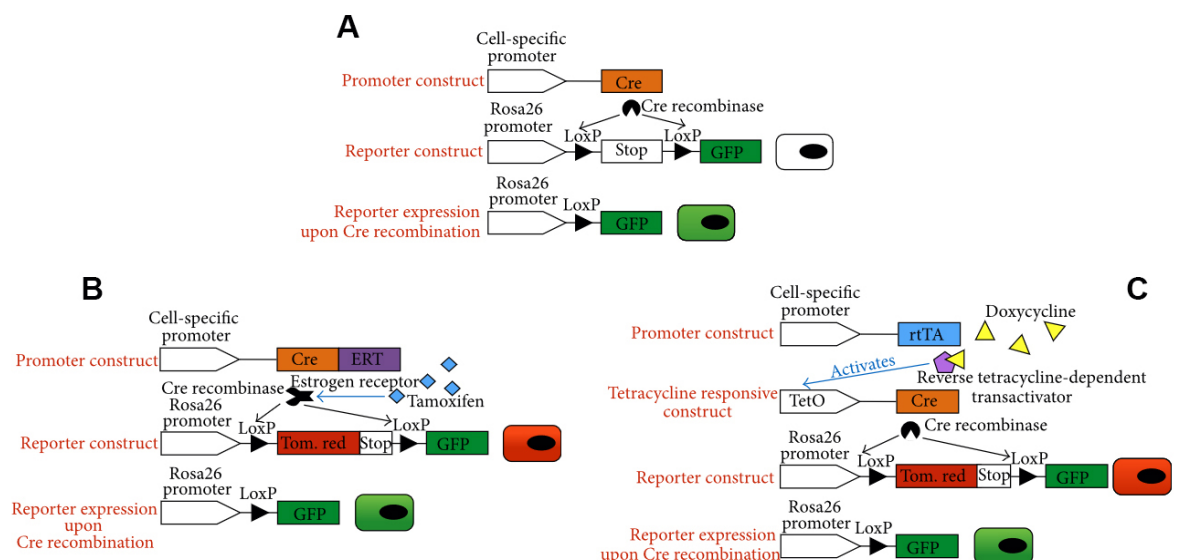 A
Cell-specific
promoter
Promoter construct
Cre
Cre recombinase
Rosa26
promoter
LoxP
LoxP
Reporter construct
Stop
GFP
Rosa26
promoter
LoxP
Reporter expression
upon Cre recombination
GFP
B
Cell-specific
promoter
Promoter construct
Cre
ERT
Estrogen receptor
Cre recombinase
Tamoxifen
Rosa26
promoter
LoxP
LoxP
Reporter construct
Tom. red
Stop
GFP
Rosa26
promoter
LoxP
Reporter expression
upon
Cre recombination
GFP
C
Cell-specific
promoter
Doxycycline
Promoter construct
rtTA
Activates
Reverse tetracycline-dependent
transactivator
Tetracycline responsive
construct
TetO
Cre
Cre recombinase
Rosa26
promoter
LoxP
LoxP
Reporter construct
Tom. red
Stop
GFP
Rosa26
promoter
LoxP
Reporter expression
upon Cre recombination
GFP